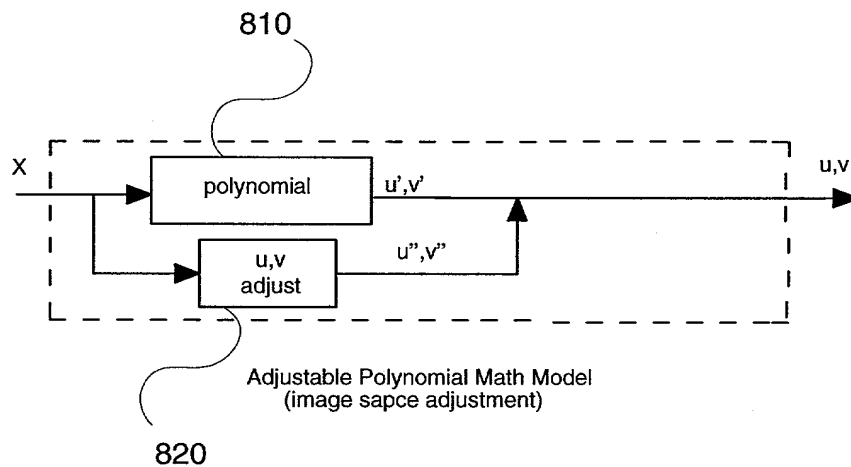 810
X
polynomial
u',v'
u,v
u,v
adjust
u",v"
Adjustable Polynomial Math Model
(image sapce adjustment)
820